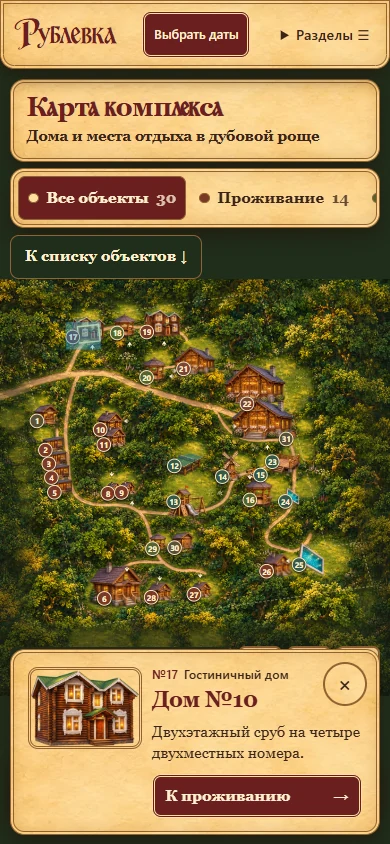 Рублевка
Выбрать даты
▶ Разделы ☰
Карта комплекса
Дома и места отдыха в дубовой роще
Все объекты 30
Проживание 14
К списку объектов ↓
17
18
19
20
21
22
1
10
11
31
2
3
4
5
8
9
12
23
15
14
13
16
24
29
30
25
26
6
28
27
№17 Гостиничный дом
×
Дом №10
Двухэтажный сруб на четыре
двухместных номера.
К проживанию →